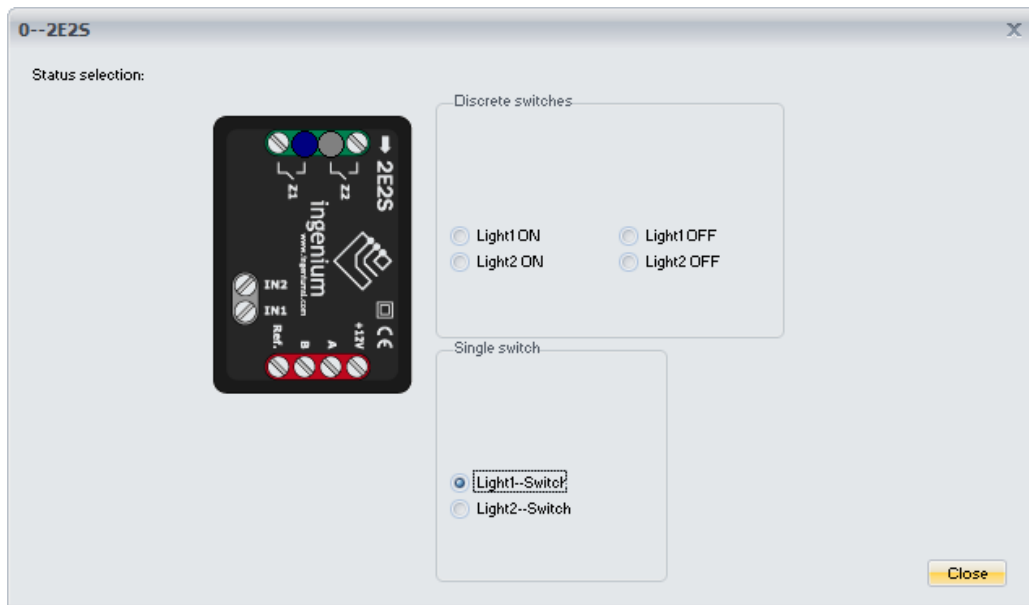 0--2E2S
Status selection:
Discrete switches
Light1 ON
Light1 OFF
Light2 ON
Light2 OFF
Single switch
Light1--Switch
Light2--Switch
Close
2E2S
Z1
Z2
ingenium
www.ingeniumsl.com
IN2
IN1
Ref.
B
A
+12V
CE